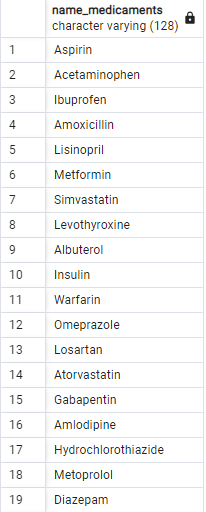 name_medicaments
character varying (128)
1 Aspirin
2 Acetaminophen
3 Ibuprofen
4 Amoxicillin
5 Lisinopril
6 Metformin
7 Simvastatin
8 Levothyroxine
9 Albuterol
10 Insulin
11 Warfarin
12 Omeprazole
13 Losartan
14 Atorvastatin
15 Gabapentin
16 Amlodipine
17 Hydrochlorothiazide
18 Metoprolol
19 Diazepam